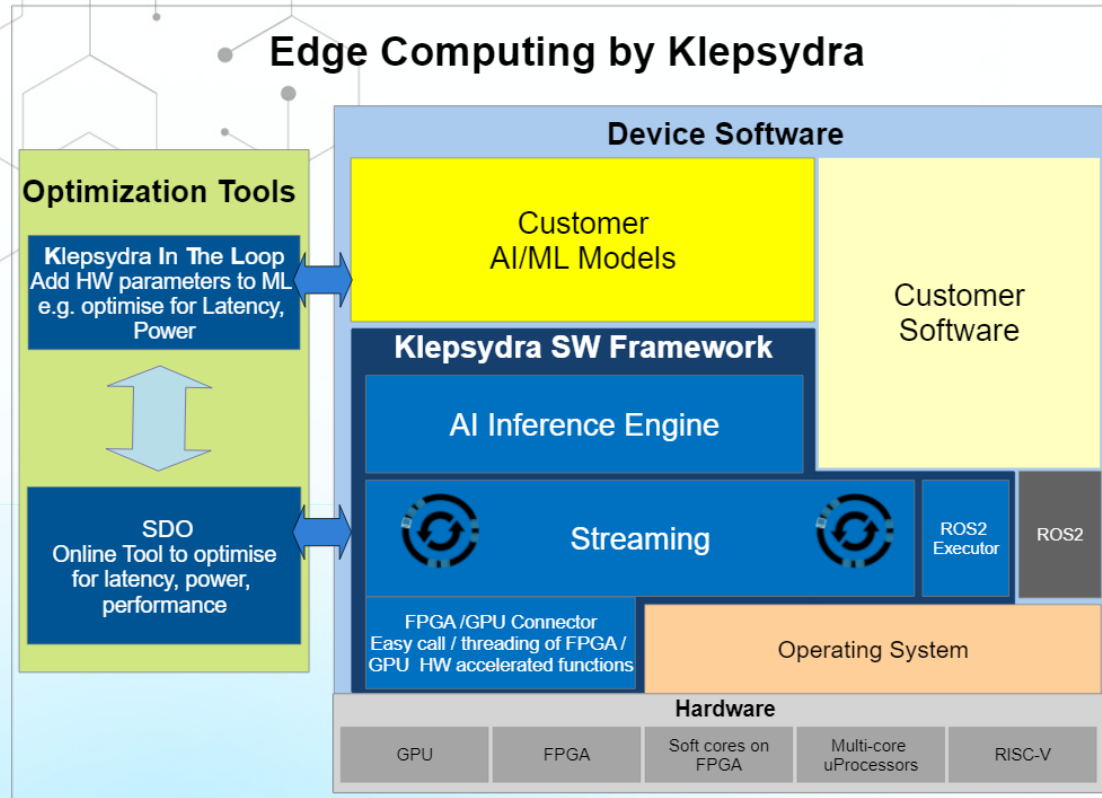 Edge Computing by Klepsydra
Optimization Tools
Klepsydra In The Loop
Add HW parameters to ML
e.g. optimise for Latency,
Power
SDO
Online Tool to optimise
for latency, power,
performance
Device Software
Customer
AI/ML Models
Customer
Software
Klepsydra SW Framework
AI Inference Engine
Streaming
ROS2
Executor
ROS2
FPGA /GPU Connector
Easy call / threading of FPGA /
GPU HW accelerated functions
Operating System
Hardware
GPU
FPGA
Soft cores on
FPGA
Multi-core
uProcessors
RISC-V